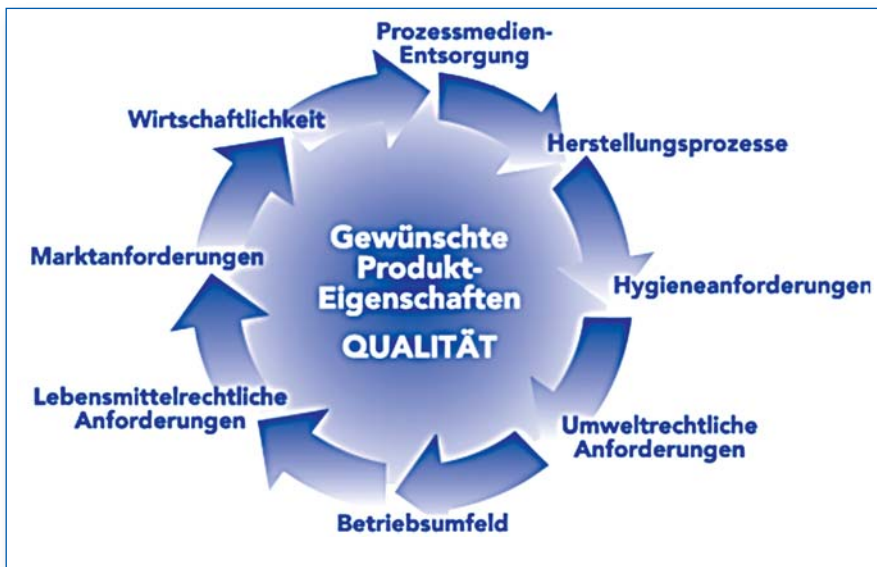 Prozessmedien-
Entsorgung
Wirtschaftlichkeit
Herstellungsprozesse
Marktanforderungen
Gewünschte
Produkt-
Eigenschaften
QUALITÄT
Hygieneanforderungen
Lebensmittelrechtliche
Anforderungen
Umweltrechtliche
Anforderungen
Betriebsumfeld